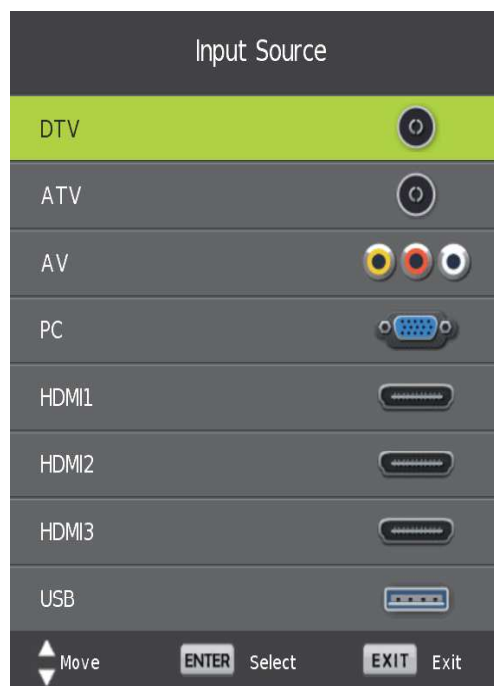 Input Source
DTV
ATV
AV
PC
HDMI1
HDMI2
HDMI3
USB
Move ENTER Select EXIT Exit